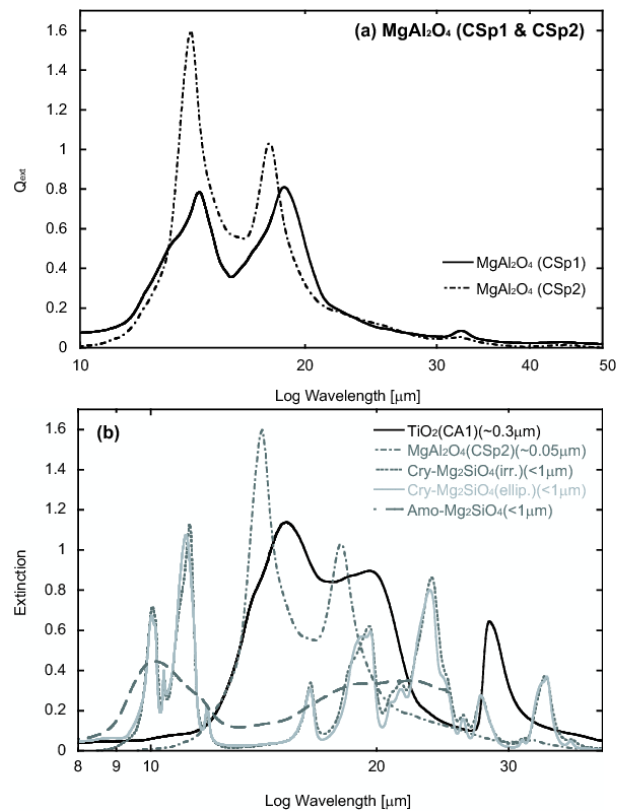 (a) MgAl₂O₄ (CSp1 & CSp2)
1.6
1.4
1.2
1
0.8
0.6
0.4
0.2
0
Qext
MgAl₂O₄ (CSp1)
MgAl₂O₄ (CSp2)
10
20
30
40
50
Log Wavelength [μm]
(b)
TiO₂(CA1)(~0.3μm)
MgAl₂O₄(CSp2)(~0.05μm)
Cry-Mg₂SiO₄(irr.)(<1μm)
Cry-Mg₂SiO₄(ellip.)(<1μm)
Amo-Mg₂SiO₄(<1μm)
1.6
1.4
1.2
1
0.8
0.6
0.4
0.2
0
Extinction
8
9
10
20
30
Log Wavelength [μm]